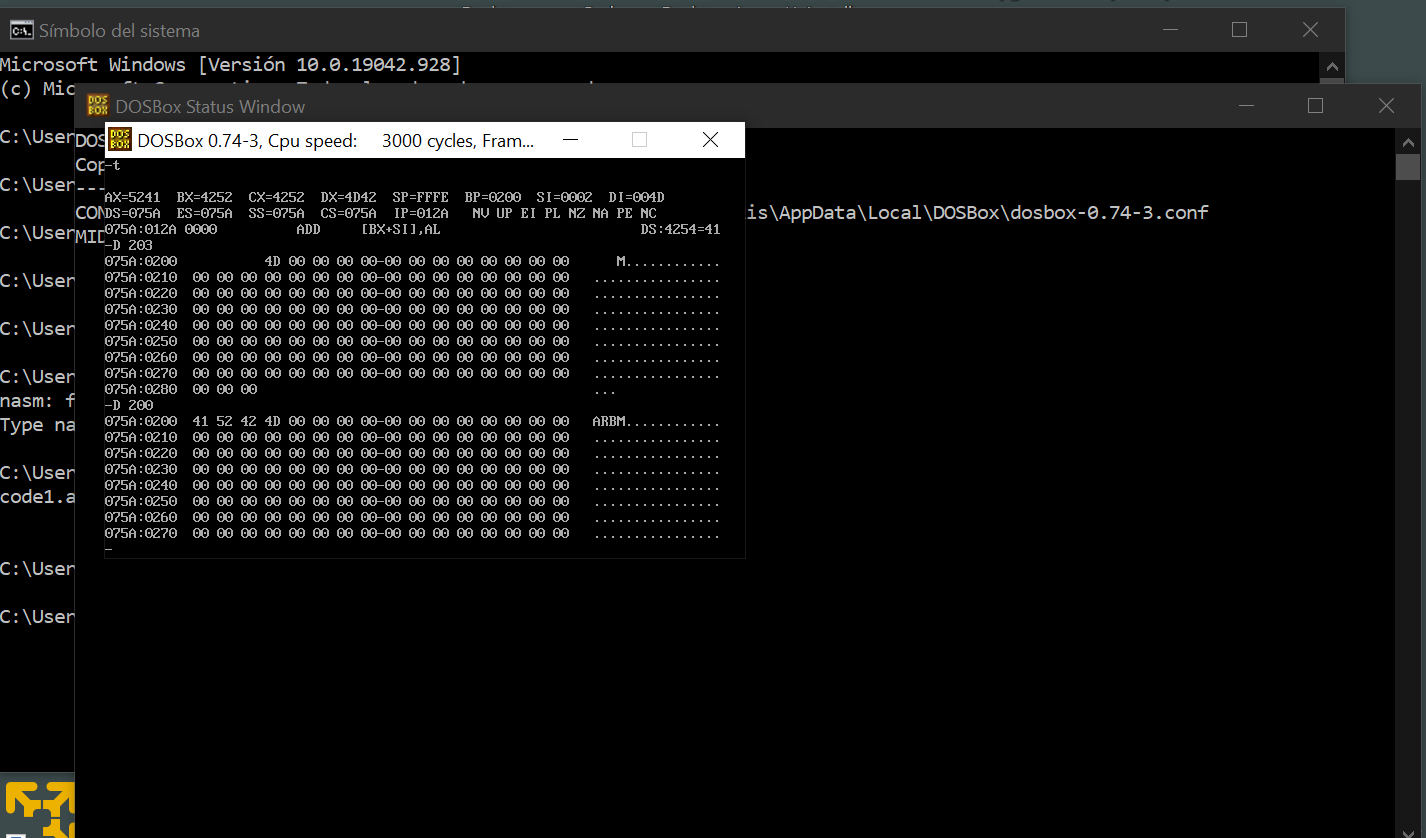 Símbolo del sistema
Microsoft Windows [Versión 10.0.19042.928]
(c) Mic
C:\User
C:\User
C:\User
C:\User
C:\User
C:\User
nasm: f
Type na
C:\User
code1.a
C:\User
C:\User
DOSBox Status Window
DOS
Cop
---
CON
is\AppData\Local\DOSBox\dosbox-0.74-3.conf
MID
DOSBox 0.74-3, Cpu speed: 3000 cycles, Fram...
-t
AX=5241 BX=4252 CX=4252 DX=4D42 SP=FFFE BP=0200 SI=0002 DI=004D
DS=075A ES=075A SS=075A CS=075A IP=012A NV UP EI PL NZ NA PE NC
075A:012A 0000 ADD [BX+SI],AL DS:4254=41
-D 203
075A:0200 4D 00 00 00 00-00 00 00 00 00 00 00 00 M............
075A:0210 00 00 00 00 00 00 00 00-00 00 00 00 00 00 00 00 ................
075A:0220 00 00 00 00 00 00 00 00-00 00 00 00 00 00 00 00 ................
075A:0230 00 00 00 00 00 00 00 00-00 00 00 00 00 00 00 00 ................
075A:0240 00 00 00 00 00 00 00 00-00 00 00 00 00 00 00 00 ................
075A:0250 00 00 00 00 00 00 00 00-00 00 00 00 00 00 00 00 ................
075A:0260 00 00 00 00 00 00 00 00-00 00 00 00 00 00 00 00 ................
075A:0270 00 00 00 00 00 00 00 00-00 00 00 00 00 00 00 00 ................
075A:0280 00 00 00 ...
-D 200
075A:0200 41 52 42 4D 00 00 00 00-00 00 00 00 00 00 00 00 ARBM............
075A:0210 00 00 00 00 00 00 00 00-00 00 00 00 00 00 00 00 ................
075A:0220 00 00 00 00 00 00 00 00-00 00 00 00 00 00 00 00 ................
075A:0230 00 00 00 00 00 00 00 00-00 00 00 00 00 00 00 00 ................
075A:0240 00 00 00 00 00 00 00 00-00 00 00 00 00 00 00 00 ................
075A:0250 00 00 00 00 00 00 00 00-00 00 00 00 00 00 00 00 ................
075A:0260 00 00 00 00 00 00 00 00-00 00 00 00 00 00 00 00 ................
075A:0270 00 00 00 00 00 00 00 00-00 00 00 00 00 00 00 00 ................
-